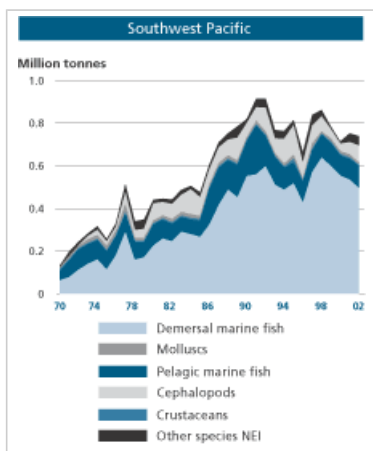 Southwest Pacific
Million tonnes
1.0
0.8
0.6
0.4
0.2
0
70 74 78 82 86 90 94 98 02
Demersal marine fish
Molluscs
Pelagic marine fish
Cephalopods
Crustaceans
Other species NEI